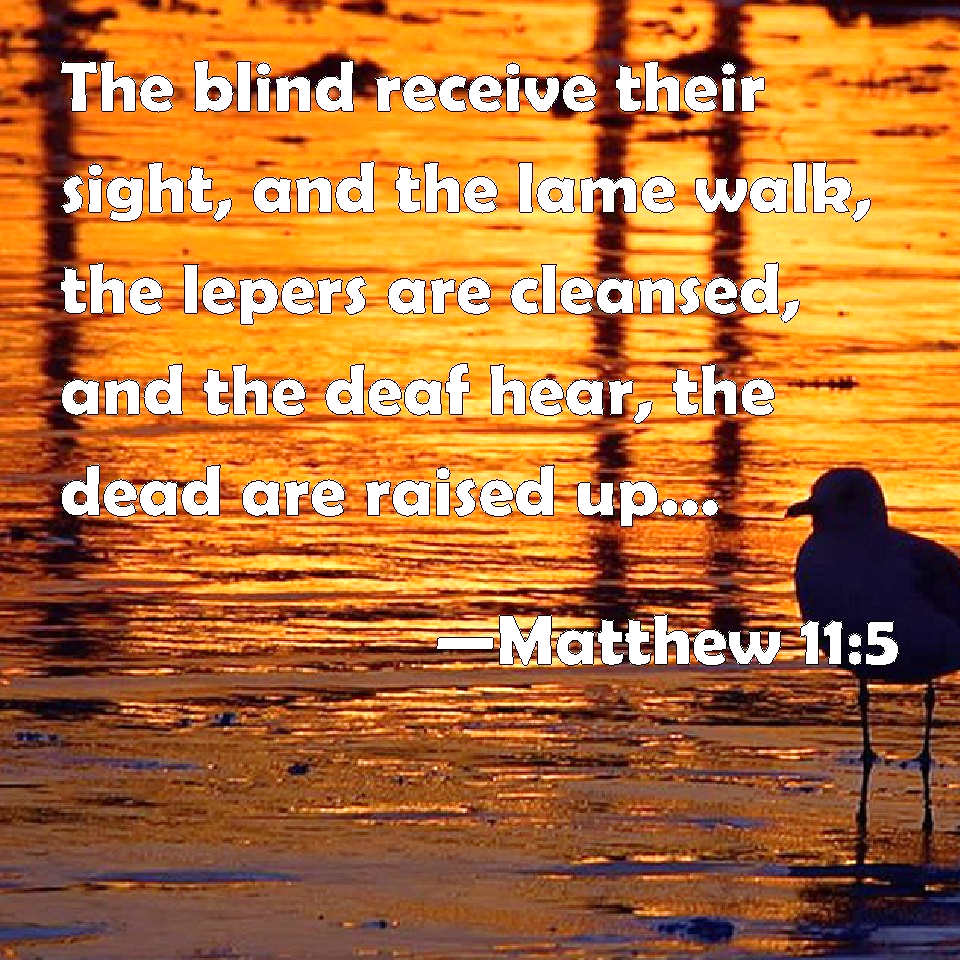 The blind receive their
sight, and the lame walk,
the lepers are cleansed,
and the deaf hear, the
dead are raised up...
—Matthew 11:5